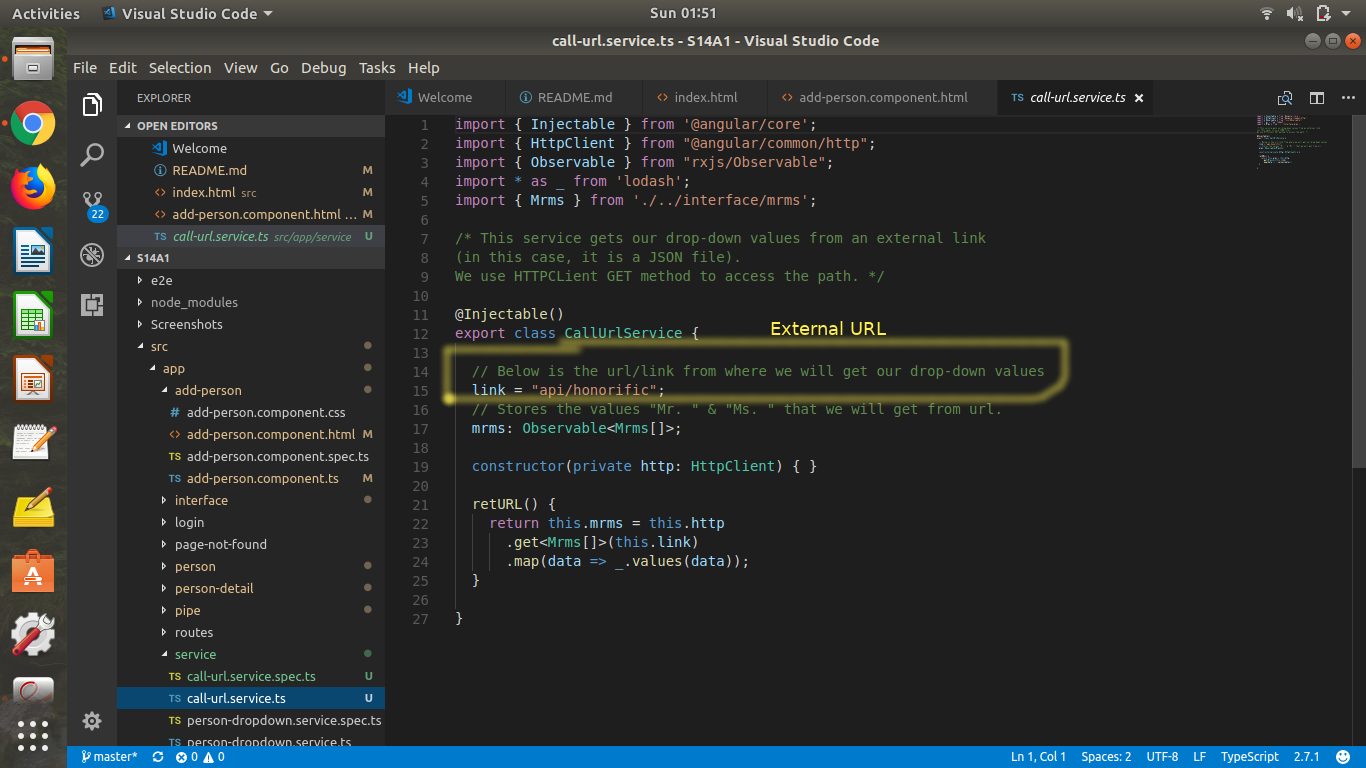 Activities
Visual Studio Code
Sun 01:51
call-url.service.ts - S14A1 - Visual Studio Code
File Edit Selection View Go Debug Tasks Help
EXPLORER
OPEN EDITORS
Welcome
README.md M
index.html src M
add-person.component.html ... M
call-url.service.ts src/app/service U
S14A1
e2e
node_modules
Screenshots
src
app
add-person
# add-person.component.css
<> add-person.component.html M
TS add-person.component.spec.ts
TS add-person.component.ts M
interface
login
page-not-found
person
person-detail
pipe
routes
service
TS call-url.service.spec.ts U
TS call-url.service.ts U
TS person-dropdown.service.spec.ts
TS person-dropdown.service.ts
22
Welcome
README.md
<> index.html
<> add-person.component.html
TS call-url.service.ts ×
1 import { Injectable } from '@angular/core';
2 import { HttpClient } from "@angular/common/http";
3 import { Observable } from "rxjs/Observable";
4 import * as _ from 'lodash';
5 import { Mrms } from './../interface/mrms';
6
7 /* This service gets our drop-down values from an external link
8 (in this case, it is a JSON file).
9 We use HTTPCLient GET method to access the path. */
10
11 @Injectable()
12 export class CallUrlService {
External URL
13
14 // Below is the url/link from where we will get our drop-down values
15 link = "api/honorific";
16 // Stores the values "Mr. " & "Ms. " that we will get from url.
17 mrms: Observable<Mrms[]>;
18
19 constructor(private http: HttpClient) { }
20
21 retURL() {
22 return this.mrms = this.http
23 .get<Mrms[]>(this.link)
24 .map(data => _.values(data));
25 }
26
27 }
master* 0 0
Ln 1, Col 1 Spaces: 2 UTF-8 LF TypeScript 2.7.1